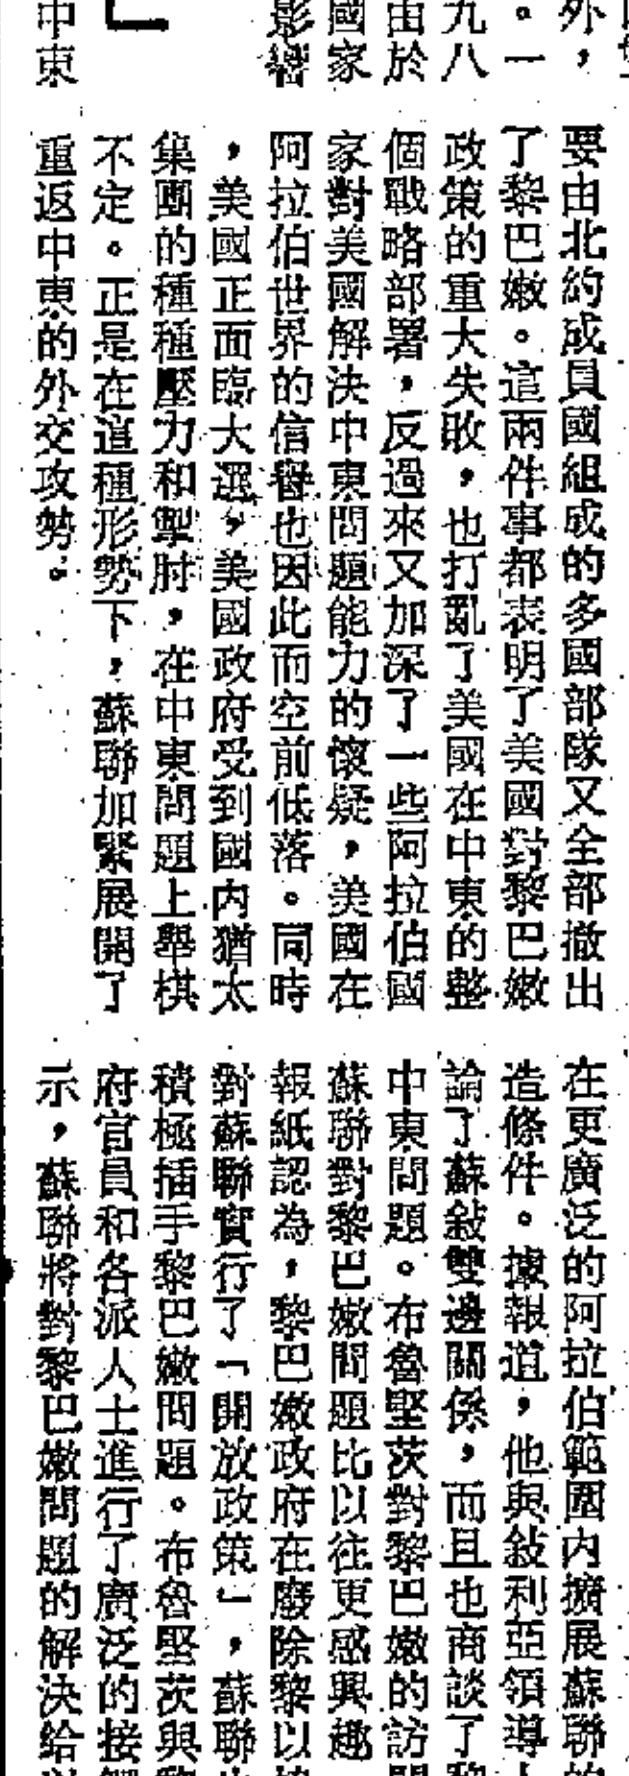 外，
。一
九八
由於
國家
影響
中東
要由北約成員國組成的多國部隊又全部撤出
了黎巴嫩。這兩件事都表明了美國對黎巴嫩
政策的重大失敗，也打亂了美國在中東的整
個戰略部署，反過來又加深了一些阿拉伯國
家對美國解決中東問題能力的懷疑，美國在
阿拉伯世界的信譽也因此而空前低落。同時
，美國正面臨大選，美國政府受到國內猶太
集團的種種壓力和掣肘，在中東問題上舉棋
不定。正是在這種形勢下，蘇聯加緊展開了
重返中東的外交攻勢。
在更廣泛的阿拉伯範圍內擴展蘇聯
造條件。據報道，他與敍利亞領導
論了蘇敍雙邊關係，而且也商談了
中東問題。布魯堅茨對黎巴嫩的訪
蘇聯對黎巴嫩問題比以往更感興趣
報紙認為，黎巴嫩政府在廢除黎以
對蘇聯實行了「開放政策」，蘇聯
積極插手黎巴嫩問題。布魯堅茨與
府官員和各派人士進行了廣泛的接
示，蘇聯將對黎巴嫩問題的解決給